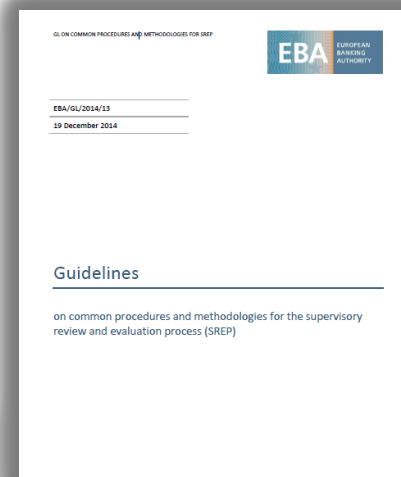 GL ON COMMON PROCEDURES AND METHODOLOGIES FOR SREP
EBA
EUROPEAN
BANKING
AUTHORITY
EBA/GL/2014/13
19 December 2014
Guidelines
on common procedures and methodologies for the supervisory
review and evaluation process (SREP)